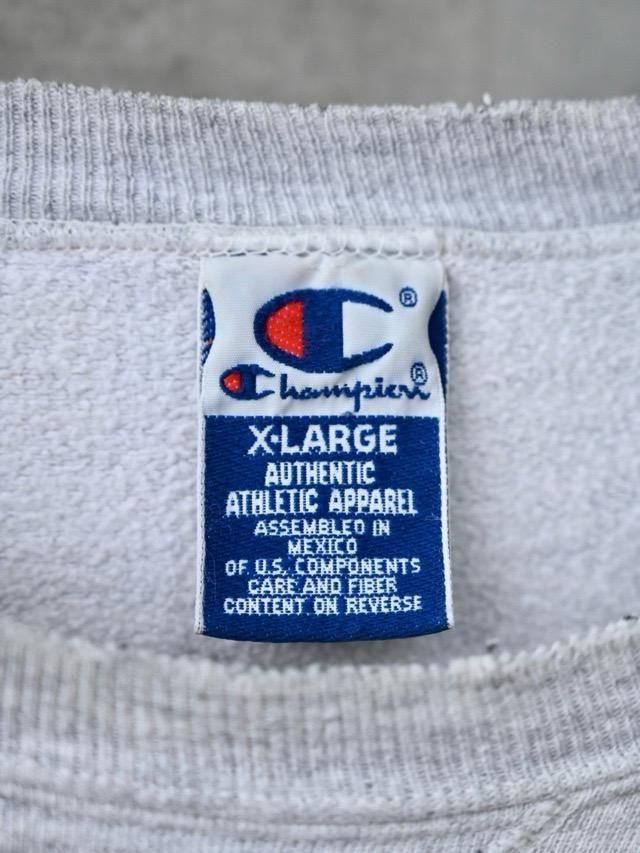 ®
Champion®
X-LARGE
AUTHENTIC
ATHLETIC APPAREL
ASSEMBLED IN
MEXICO
OF U.S. COMPONENTS
CARE AND FIBER
CONTENT ON REVERSE